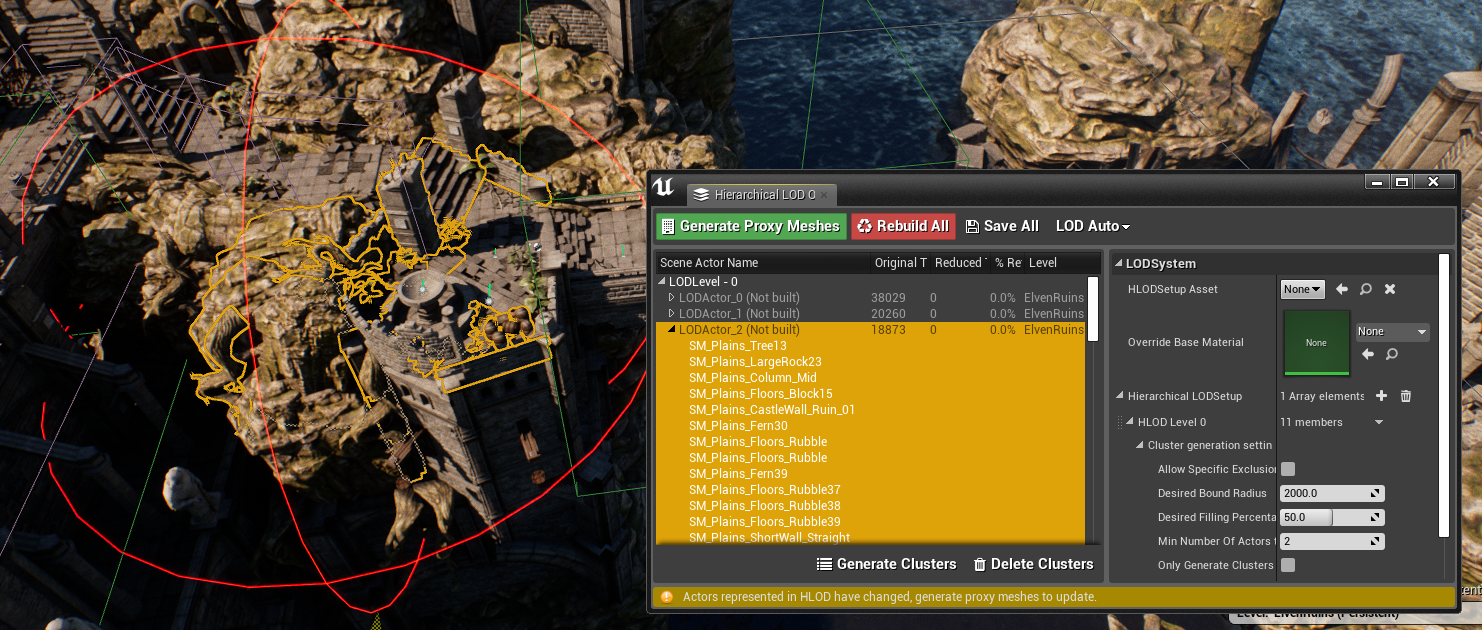 Hierarchical LOD O
Generate Proxy Meshes
Rebuild All
Save All
LOD Auto
Scene Actor Name
Original T
Reduced
% Re
Level
LODLevel - 0
LODActor_0 (Not built) 38029 0 0.0% ElvenRuins
LODActor_1 (Not built) 20260 0 0.0% ElvenRuins
LODActor_2 (Not built) 18873 0 0.0% ElvenRuins
SM_Plains_Tree13
SM_Plains_LargeRock23
SM_Plains_Column_Mid
SM_Plains_Floors_Block15
SM_Plains_CastleWall_Ruin_01
SM_Plains_Fern30
SM_Plains_Floors_Rubble
SM_Plains_Floors_Rubble
SM_Plains_Fern39
SM_Plains_Floors_Rubble37
SM_Plains_Floors_Rubble38
SM_Plains_Floors_Rubble39
SM_Plains_ShortWall_Straight
Generate Clusters
Delete Clusters
LODSystem
HLODSetup Asset
None
Override Base Material
None
None
Hierarchical LODSetup
1 Array elements
HLOD Level 0
11 members
Cluster generation settin
Allow Specific Exclusion
Desired Bound Radius
2000.0
Desired Filling Percenta
50.0
Min Number Of Actors
2
Only Generate Clusters
Actors represented in HLOD have changed, generate proxy meshes to update.
Level: ElvenRuins (Persistent)